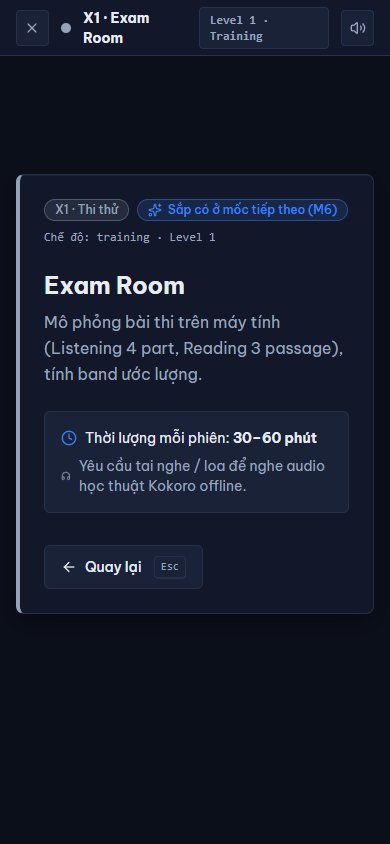 X1 · Exam
Room
Level 1 ·
Training
X1 · Thi thử
Sắp có ở mốc tiếp theo (M6)
Chế độ: training · Level 1
Exam Room
Mô phỏng bài thi trên máy tính
(Listening 4 part, Reading 3 passage),
tính band ước lượng.
Thời lượng mỗi phiên: 30–60 phút
Yêu cầu tai nghe / loa để nghe audio
học thuật Kokoro offline.
Quay lại Esc